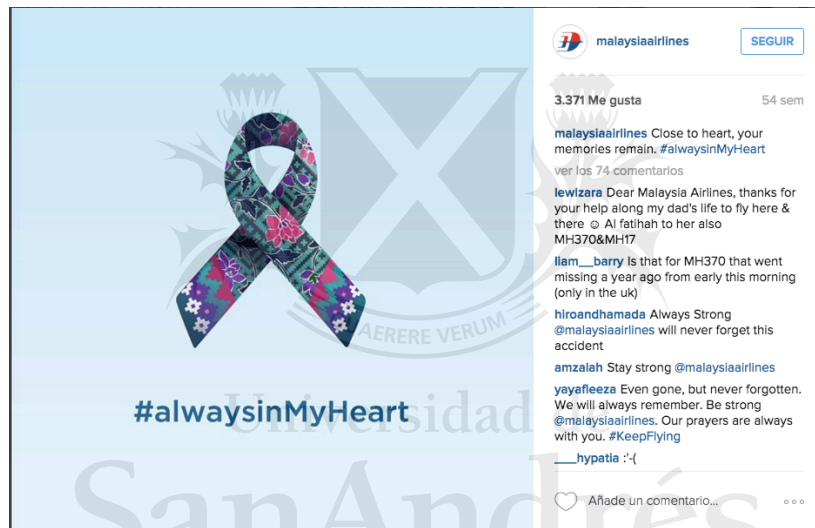 #alwaysinMyHeart
AERERE VERUM
Universidad de
SanAndrés
malaysiaairlines
SEGUIR
3.371 Me gusta
54 sem
malaysiaairlines Close to heart, your
memories remain. #alwaysinMyHeart
ver los 74 comentarios
lewizara Dear Malaysia Airlines, thanks for
your help along my dad's life to fly here &
there ☺ Al fatihah to her also
MH370&MH17
liam__barry Is that for MH370 that went
missing a year ago from early this morning
(only in the uk)
hiroandhamada Always Strong
@malaysiaairlines will never forget this
accident
amzalah Stay strong @malaysiaairlines
yayafleeza Even gone, but never forgotten.
We will always remember. Be strong
@malaysiaairlines. Our prayers are always
with you. #KeepFlying
___hypatia :'-(
Añade un comentario...